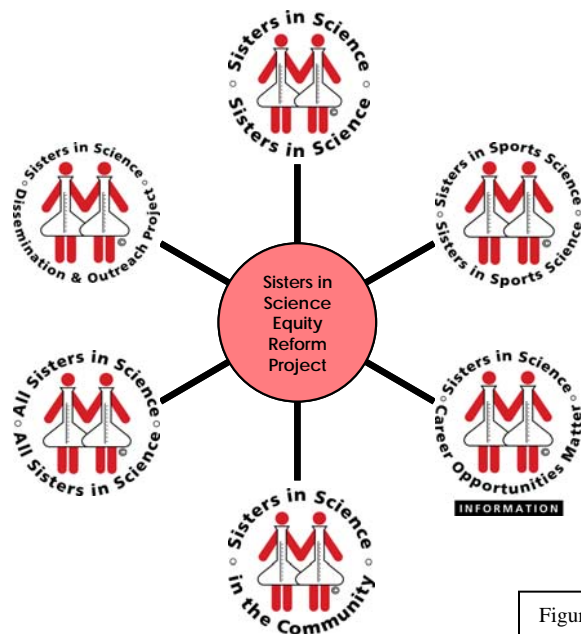 Sisters in Science
Sisters in Science
©
Sisters in Science
Dissemination & Outreach Project
©
Sisters in Sports Science
Sisters in Sports Science
©
Sisters in
Science
Equity
Reform
Project
All Sisters in Science
All Sisters in Science
©
Sisters in Science
Career Opportunities Matter
©
INFORMATION
Sisters in Science
in the Community
©